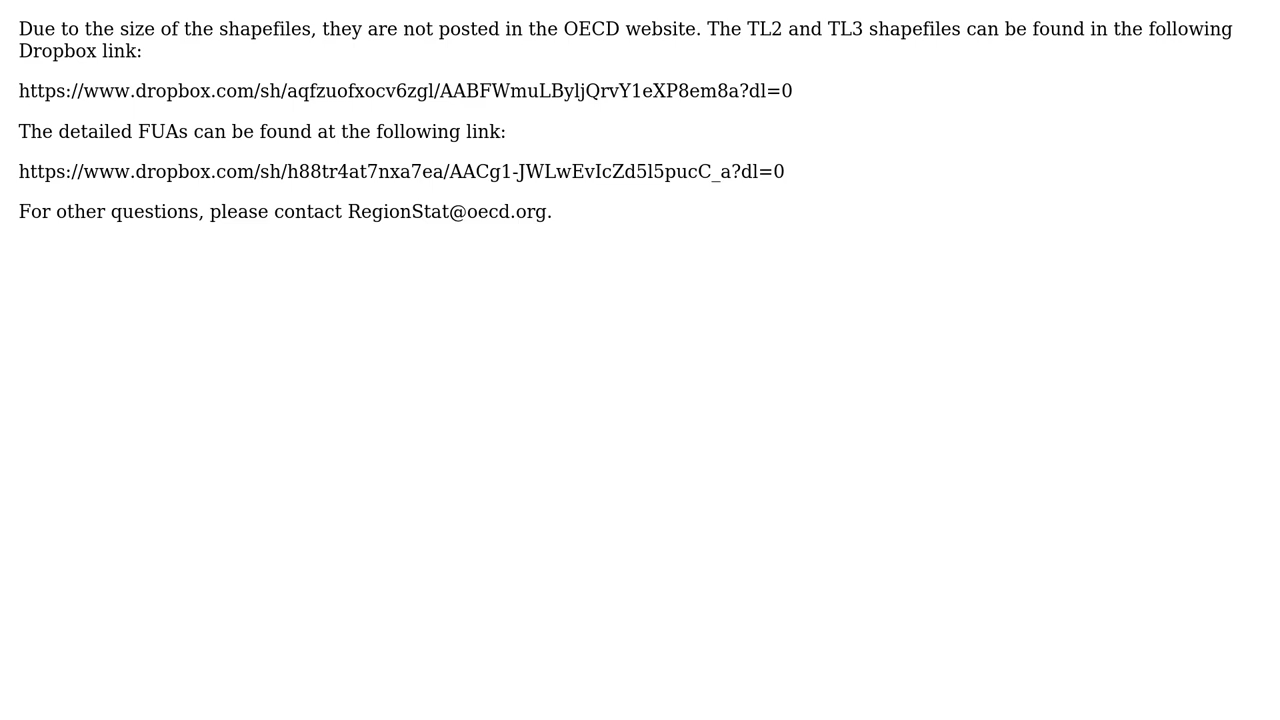 Due to the size of the shapefiles, they are not posted in the OECD website. The TL2 and TL3 shapefiles can be found in the following
Dropbox link:
https://www.dropbox.com/sh/aqfzuofxocv6zgl/AABFWmuLByljQrvY1eXP8em8a?dl=0
The detailed FUAs can be found at the following link:
https://www.dropbox.com/sh/h88tr4at7nxa7ea/AACg1-JWLwEvIcZd5l5pucC_a?dl=0
For other questions, please contact RegionStat@oecd.org.